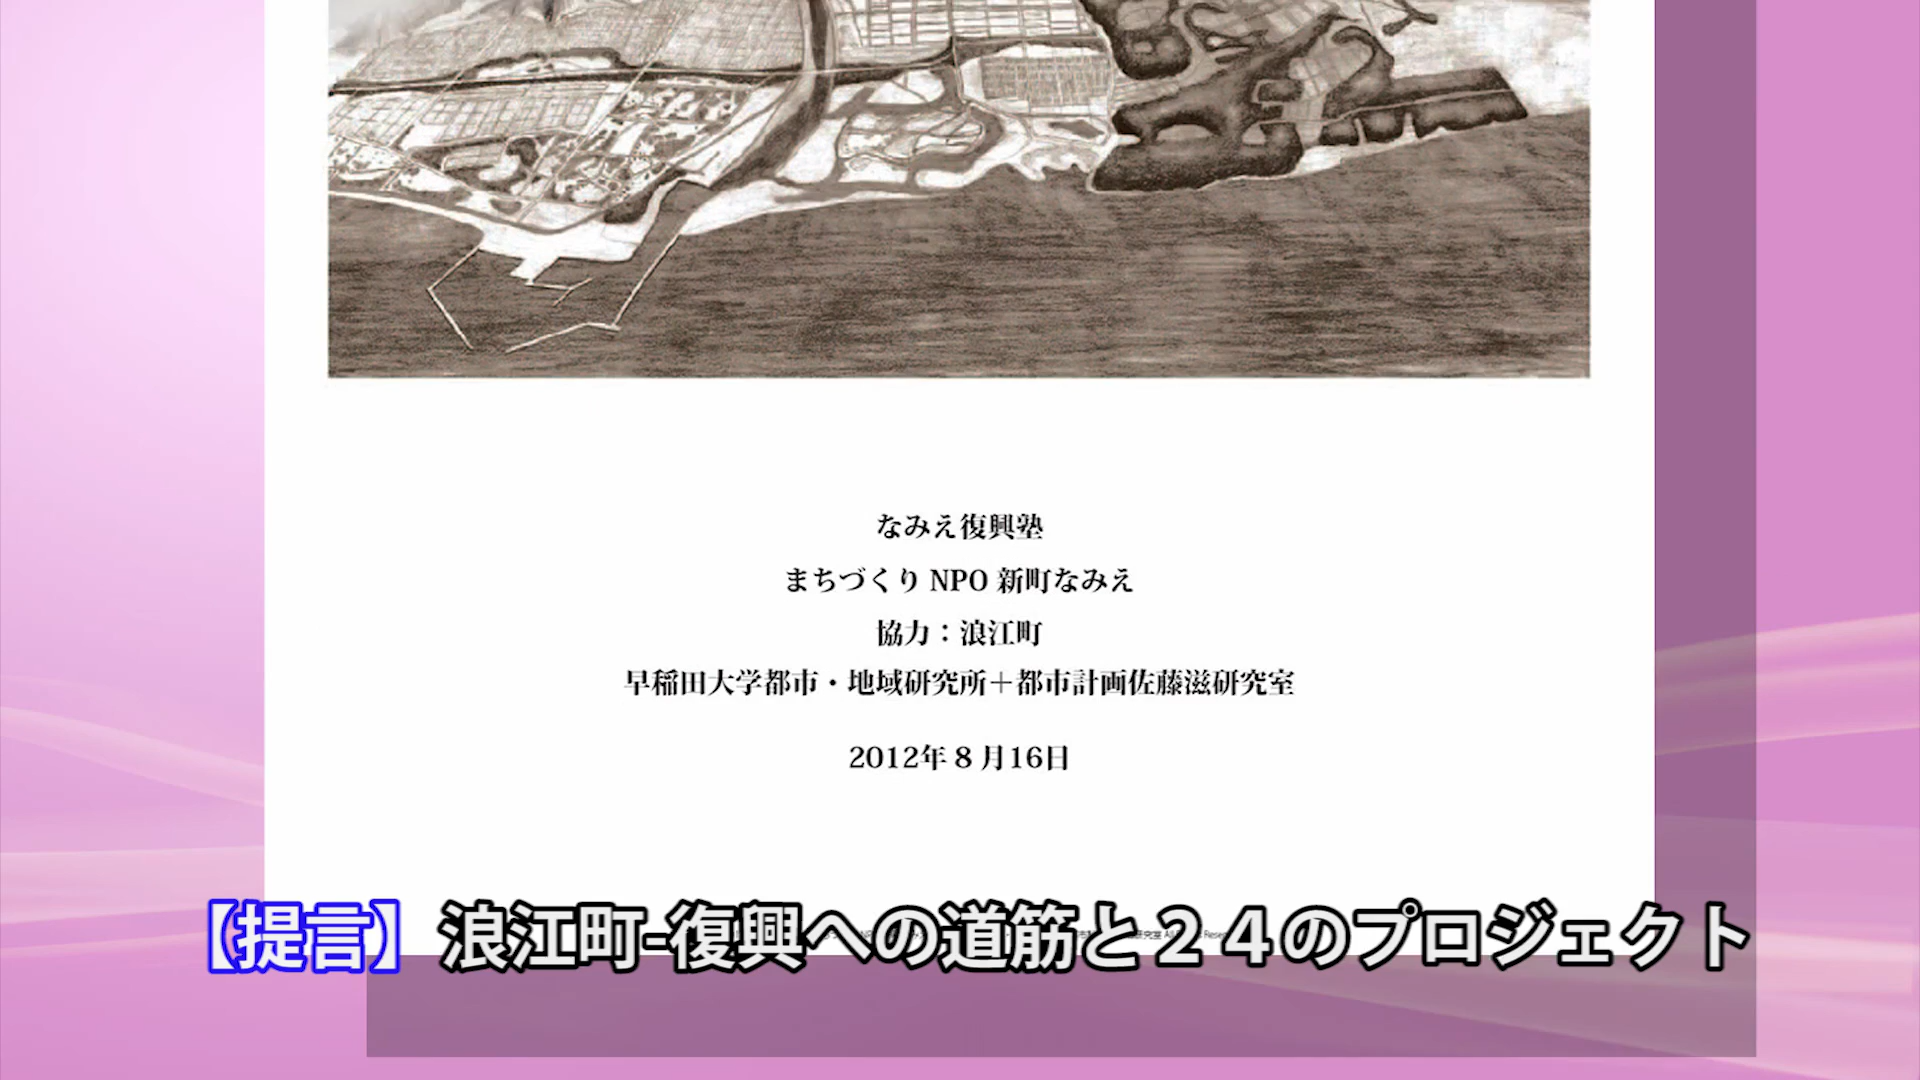 なみえ復興塾
まちづくり NPO 新町なみえ
協力：浪江町
早稲田大学都市・地域研究所＋都市計画佐藤滋研究室
2012年 8 月16日
【提言】 浪江町-復興への道筋と２４のプロジェクト